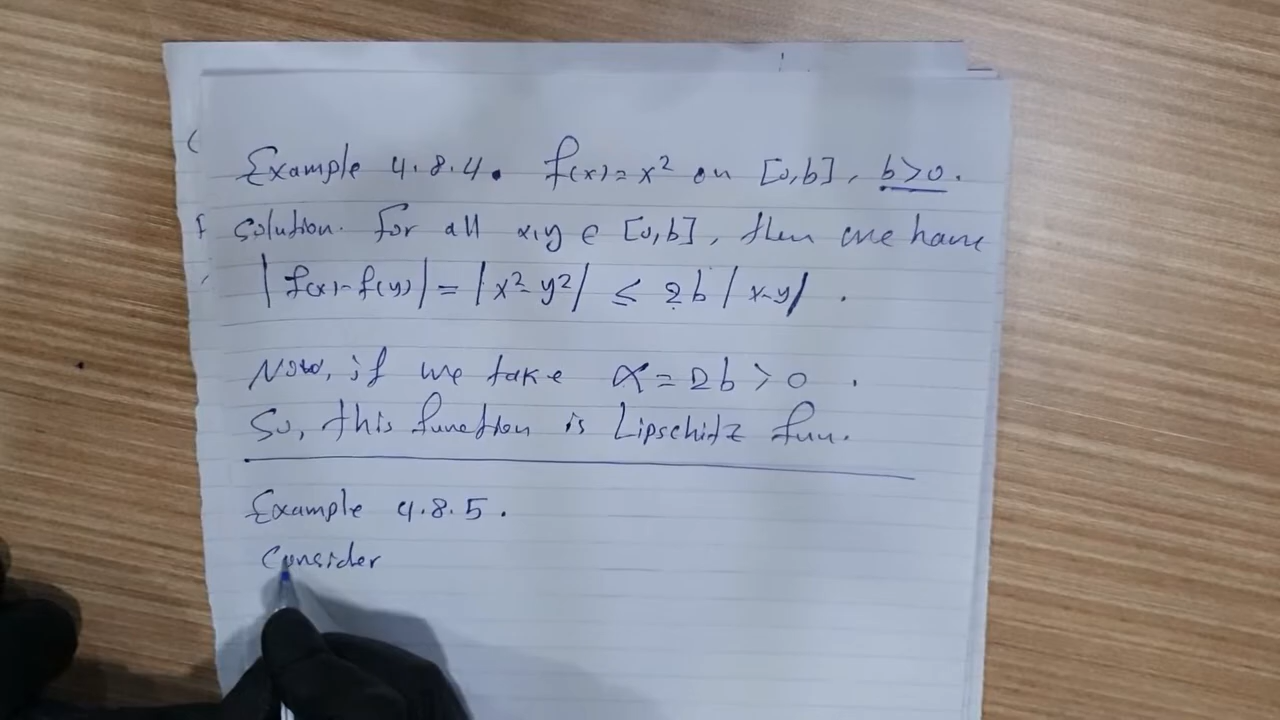 Example 4.8.4. f(x)=x² on [0,b], b>0.
Solution. For all x,y ∈ [0,b], then we have
|f(x)-f(y)| = |x²-y²| ≤ 2b|x-y|.
Now, if we take α=2b>0.
So, this function is Lipschitz fun.
Example 4.8.5.
Consider